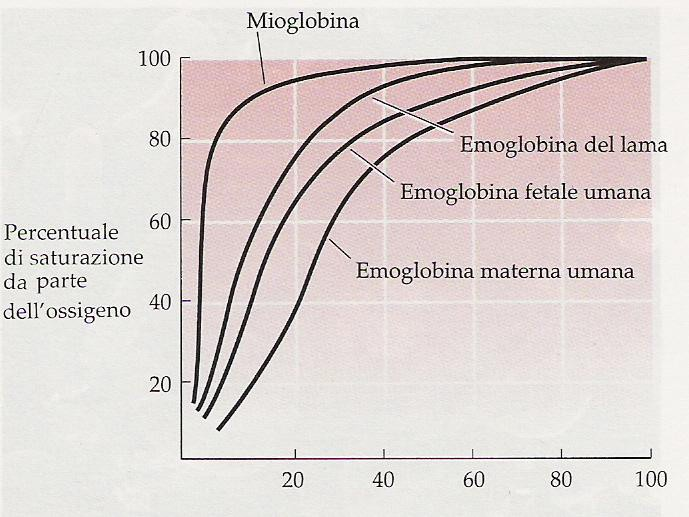 Mioglobina
100
80
60
40
20
Percentuale
di saturazione
da parte
dell'ossigeno
Emoglobina del lama
Emoglobina fetale umana
Emoglobina materna umana
20 40 60 80 100